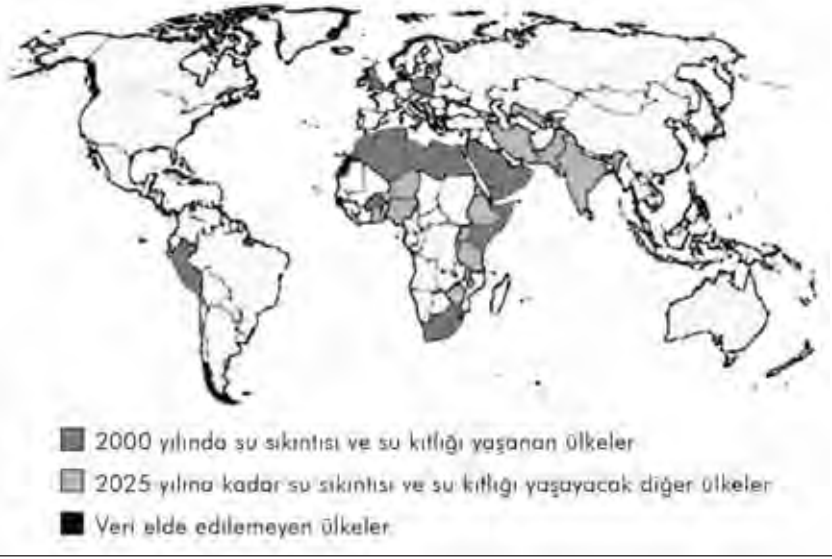 2000 yılında su sıkıntısı ve su kıtlığı yaşanan ülkeler
2025 yılına kadar su sıkıntısı ve su kıtlığı yaşayacak diğer ülkeler
Veri elde edilemeyen ülkeler